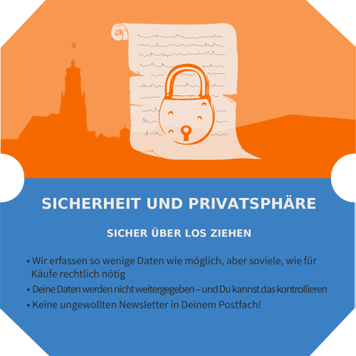 SICHERHEIT UND PRIVATSPHÄRE
SICHER ÜBER LOS ZIEHEN
• Wir erfassen so wenige Daten wie möglich, aber soviele, wie für
Käufe rechtlich nötig
• Deine Daten werden nicht weitergegeben – und Du kannst das kontrollieren
• Keine ungewollten Newsletter in Deinem Postfach!